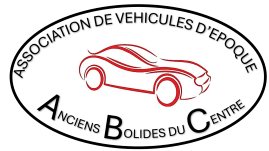 ASSOCIATION DE VEHICULES D'EPOQUE
ANCIENS BOLIDES DU CENTRE